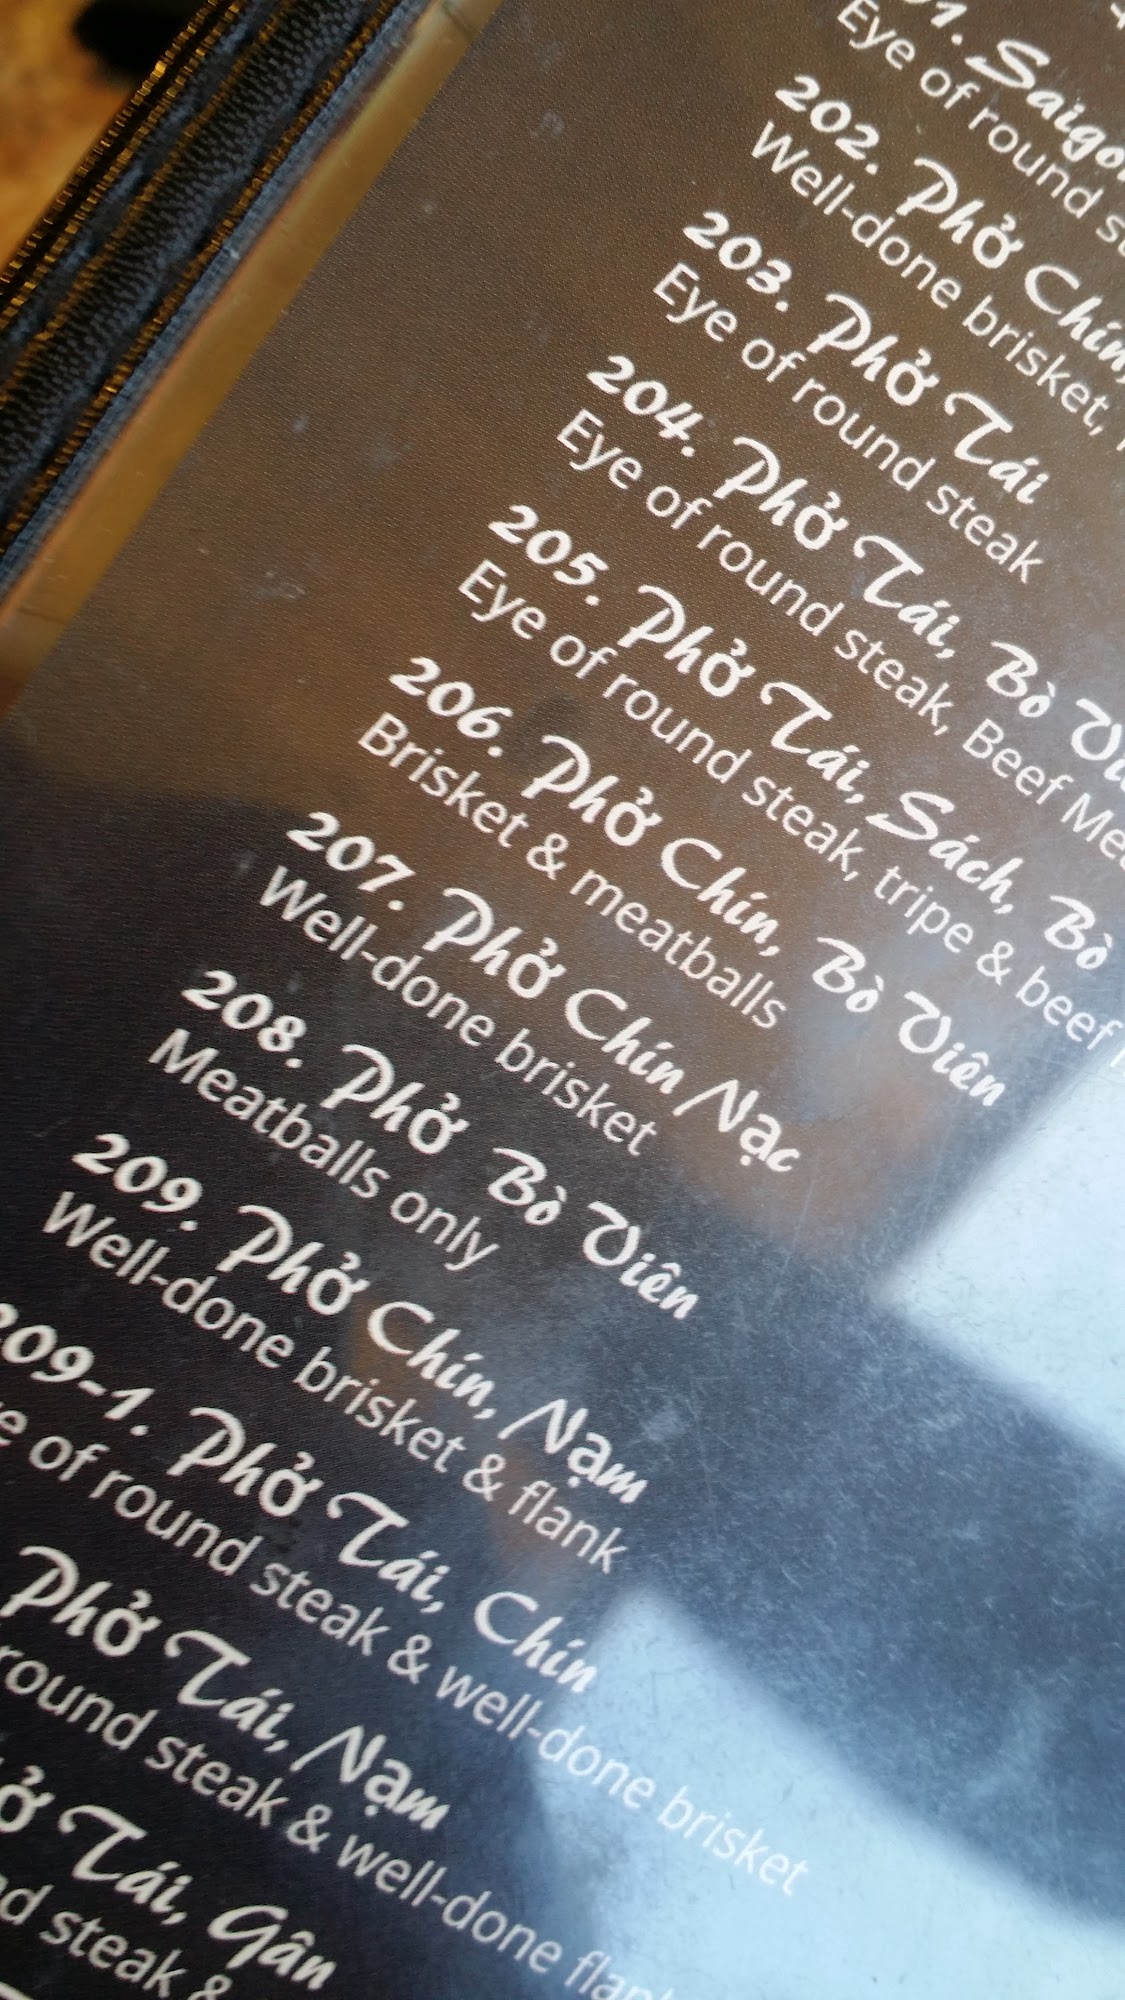 01. Saigon
Eye of round
202. Phở Chín,
Well-done brisket,
203. Phở Tái
Eye of round steak
204. Phở Tái, Bò
Eye of round steak, Beef
205. Phở Tái, Sách, Bò
Eye of round steak, tripe & beef
206. Phở Chín, Bò Viên
Brisket & meatballs
207. Phở Chín Nạc
Well-done brisket
208. Phở Bò Viên
Meatballs only
209. Phở Chín, Nạm
Well-done brisket & flank
209-1. Phở Tái, Chín
of round steak & well-done brisket
Phở Tái, Nạm
round steak & well-done
Tái, Gân
steak &